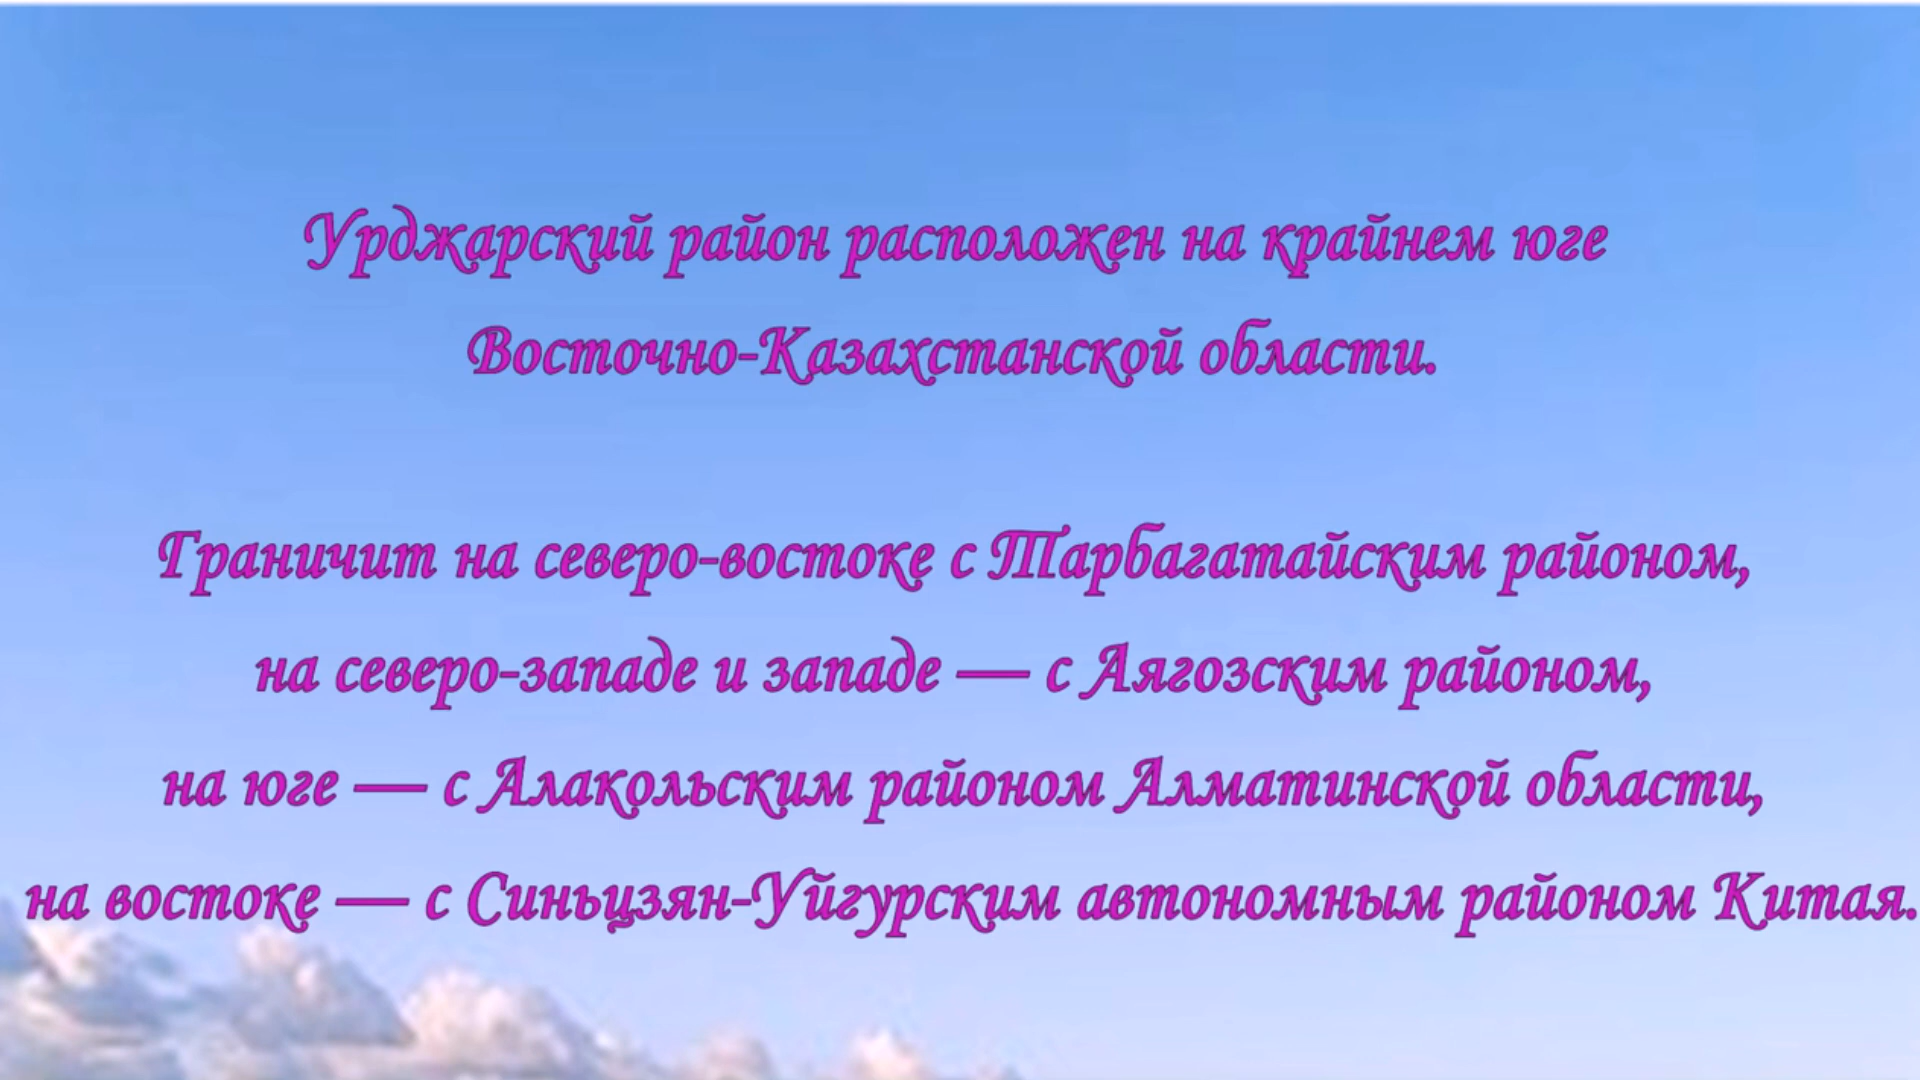 Урджарский район расположен на крайнем юге
Восточно-Казахстанской области.
Граничит на северо-востоке с Тарбагатайским районом,
на северо-западе и западе — с Аягозским районом,
на юге — с Алакольским районом Алматинской области,
на востоке — с Синьцзян-Уйгурским автономным районом Китая.